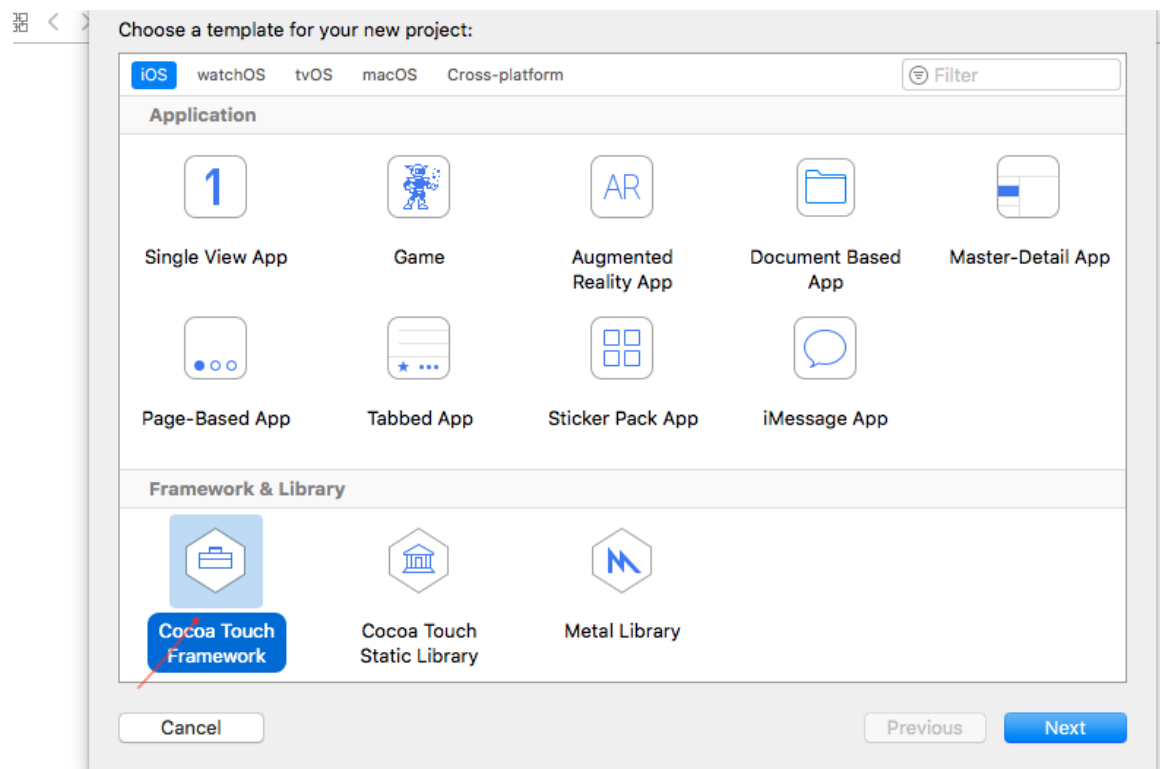 Choose a template for your new project:
iOS watchOS tvOS macOS Cross-platform Filter
Application
1 AR
Single View App Game Augmented Reality App Document Based App Master-Detail App
Page-Based App Tabbed App Sticker Pack App iMessage App
Framework & Library
Cocoa Touch Framework Cocoa Touch Static Library Metal Library
Cancel Previous Next